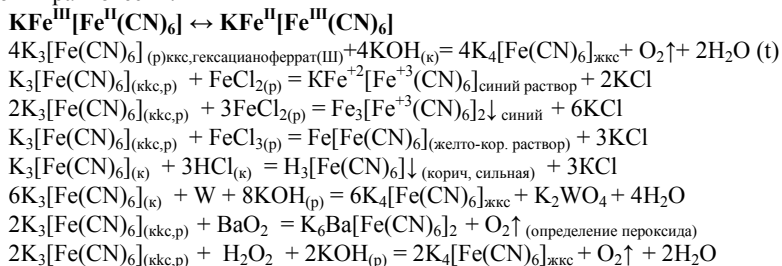 KFeᴵᴵᴵ[Feᴵᴵ(CN)₆] ↔ KFeᴵᴵ[Feᴵᴵᴵ(CN)₆]
4K₃[Fe(CN)₆] (р)ккс,гексацианоферрат(III)+4KOH(к)= 4K₄[Fe(CN)₆]жкс+ O₂↑+ 2H₂O (t)
K₃[Fe(CN)₆](ккс,р) + FeCl₂(р) = KFe⁺²[Fe⁺³(CN)₆]синий раствор + 2KCl
2K₃[Fe(CN)₆](ккс,р) + 3FeCl₂(р) = Fe₃[Fe⁺³(CN)₆]₂↓ синий + 6KCl
K₃[Fe(CN)₆](ккс,р) + FeCl₃(р) = Fe[Fe(CN)₆](желто-кор. раствор) + 3KCl
K₃[Fe(CN)₆](к) + 3HCl(к) = H₃[Fe(CN)₆]↓ (корич, сильная) + 3KCl
6K₃[Fe(CN)₆](к) + W + 8KOH(р) = 6K₄[Fe(CN)₆]жкс + K₂WO₄ + 4H₂O
2K₃[Fe(CN)₆](ккс,р) + BaO₂ = K₆Ba[Fe(CN)₆]₂ + O₂↑ (определение пероксида)
2K₃[Fe(CN)₆](ккс,р) + H₂O₂ + 2KOH(р) = 2K₄[Fe(CN)₆]жкс + O₂↑ + 2H₂O